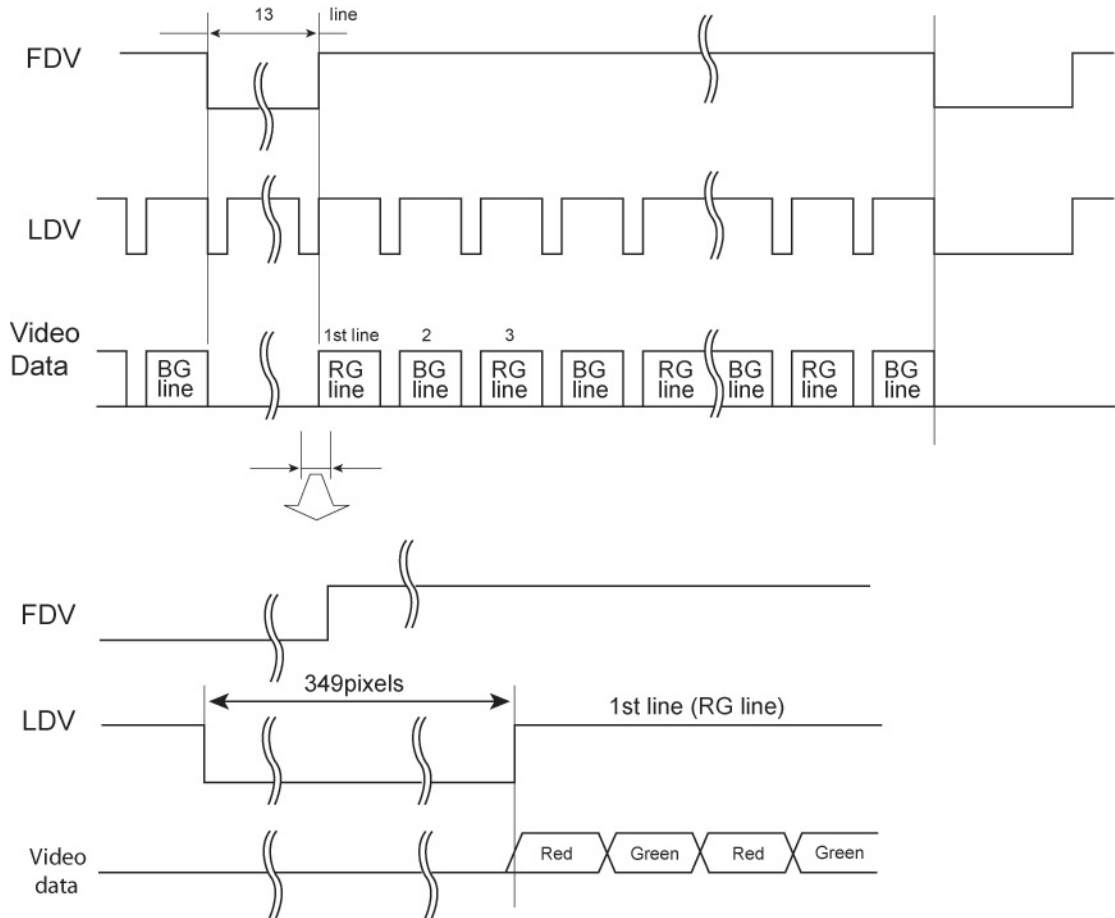 13 line
FDV
LDV
Video
Data
1st line 2 3
BG
line
RG
line
BG
line
RG
line
BG
line
RG
line
BG
line
RG
line
BG
line
FDV
349pixels
LDV
1st line (RG line)
Video
data
Red Green Red Green